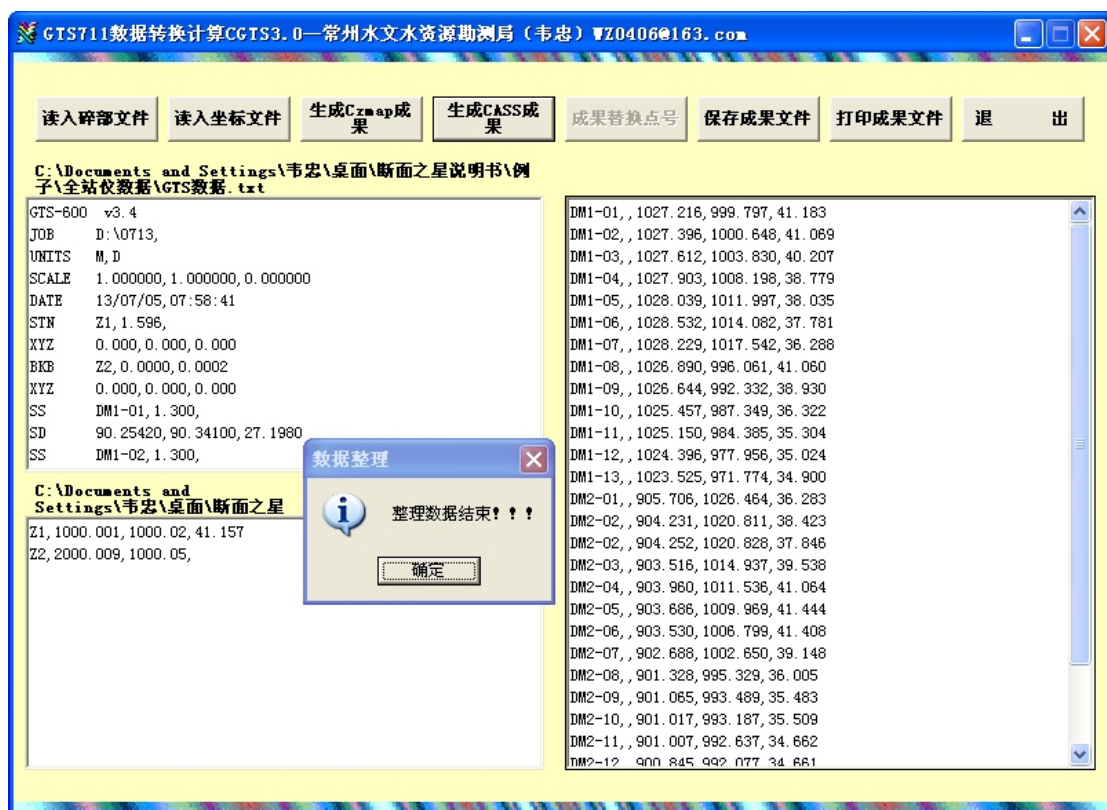 GTS711数据转换计算CGTS3.0—常州水文水资源勘测局（韦忠）WZ0406@163.com
读入碎部文件 读入坐标文件 生成Czmap成果 生成CASS成果 成果替换点号 保存成果文件 打印成果文件 退 出
C:\Documents and Settings\韦忠\桌面\断面之星说明书\例
子\全站仪数据\GTS数据.txt
GTS-600 v3.4
JOB D:\0713,
UNITS M,D
SCALE 1.000000,1.000000,0.000000
DATE 13/07/05,07:58:41
STN Z1,1.596,
XYZ 0.000,0.000,0.000
BKB Z2,0.0000,0.0002
XYZ 0.000,0.000,0.000
SS DM1-01,1.300,
SD 90.25420,90.34100,27.1980
SS DM1-02,1.300,
C:\Documents and
Settings\韦忠\桌面\断面之星
Z1,1000.001,1000.02,41.157
Z2,2000.009,1000.05,
数据整理
整理数据结束！！！
确定
DM1-01,,1027.216,999.797,41.183
DM1-02,,1027.396,1000.648,41.069
DM1-03,,1027.612,1003.830,40.207
DM1-04,,1027.903,1008.198,38.779
DM1-05,,1028.039,1011.997,38.035
DM1-06,,1028.532,1014.082,37.781
DM1-07,,1028.229,1017.542,36.288
DM1-08,,1026.890,996.061,41.060
DM1-09,,1026.644,992.332,38.930
DM1-10,,1025.457,987.349,36.322
DM1-11,,1025.150,984.385,35.304
DM1-12,,1024.396,977.956,35.024
DM1-13,,1023.525,971.774,34.900
DM2-01,,905.706,1026.464,36.283
DM2-02,,904.231,1020.811,38.423
DM2-02,,904.252,1020.828,37.846
DM2-03,,903.516,1014.937,39.538
DM2-04,,903.960,1011.536,41.064
DM2-05,,903.686,1009.969,41.444
DM2-06,,903.530,1006.799,41.408
DM2-07,,902.688,1002.650,39.148
DM2-08,,901.328,995.329,36.005
DM2-09,,901.065,993.489,35.483
DM2-10,,901.017,993.187,35.509
DM2-11,,901.007,992.637,34.662
DM2-12,,900.845,992.077,34.661